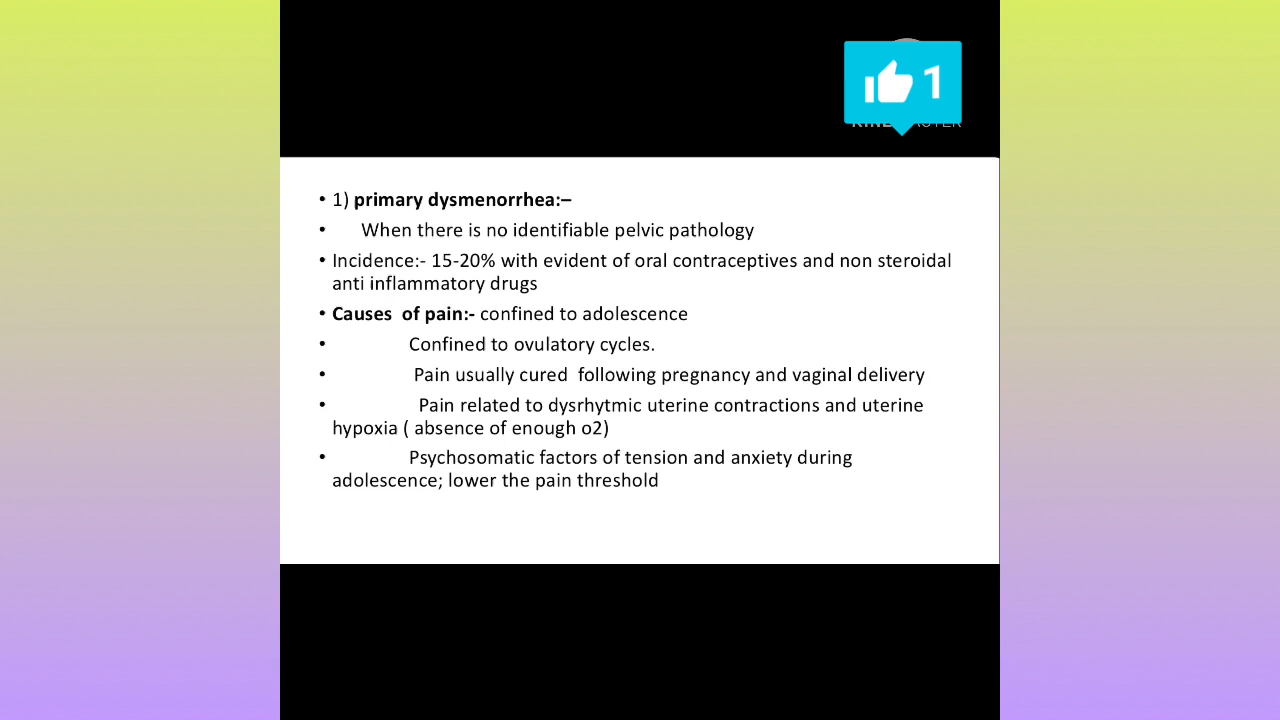 1
• 1) primary dysmenorrhea:–
• When there is no identifiable pelvic pathology
• Incidence:- 15-20% with evident of oral contraceptives and non steroidal
anti inflammatory drugs
• Causes of pain:- confined to adolescence
• Confined to ovulatory cycles.
• Pain usually cured following pregnancy and vaginal delivery
• Pain related to dysrhytmic uterine contractions and uterine
hypoxia ( absence of enough o2)
• Psychosomatic factors of tension and anxiety during
adolescence; lower the pain threshold